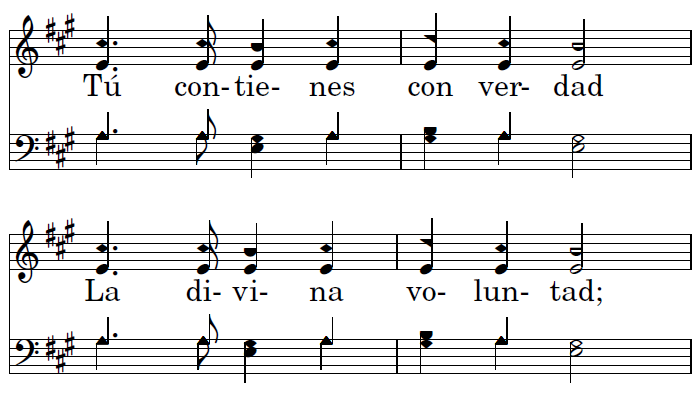 Tú con-tie- nes con ver- dad
La di- vi- na vo- lun- tad;